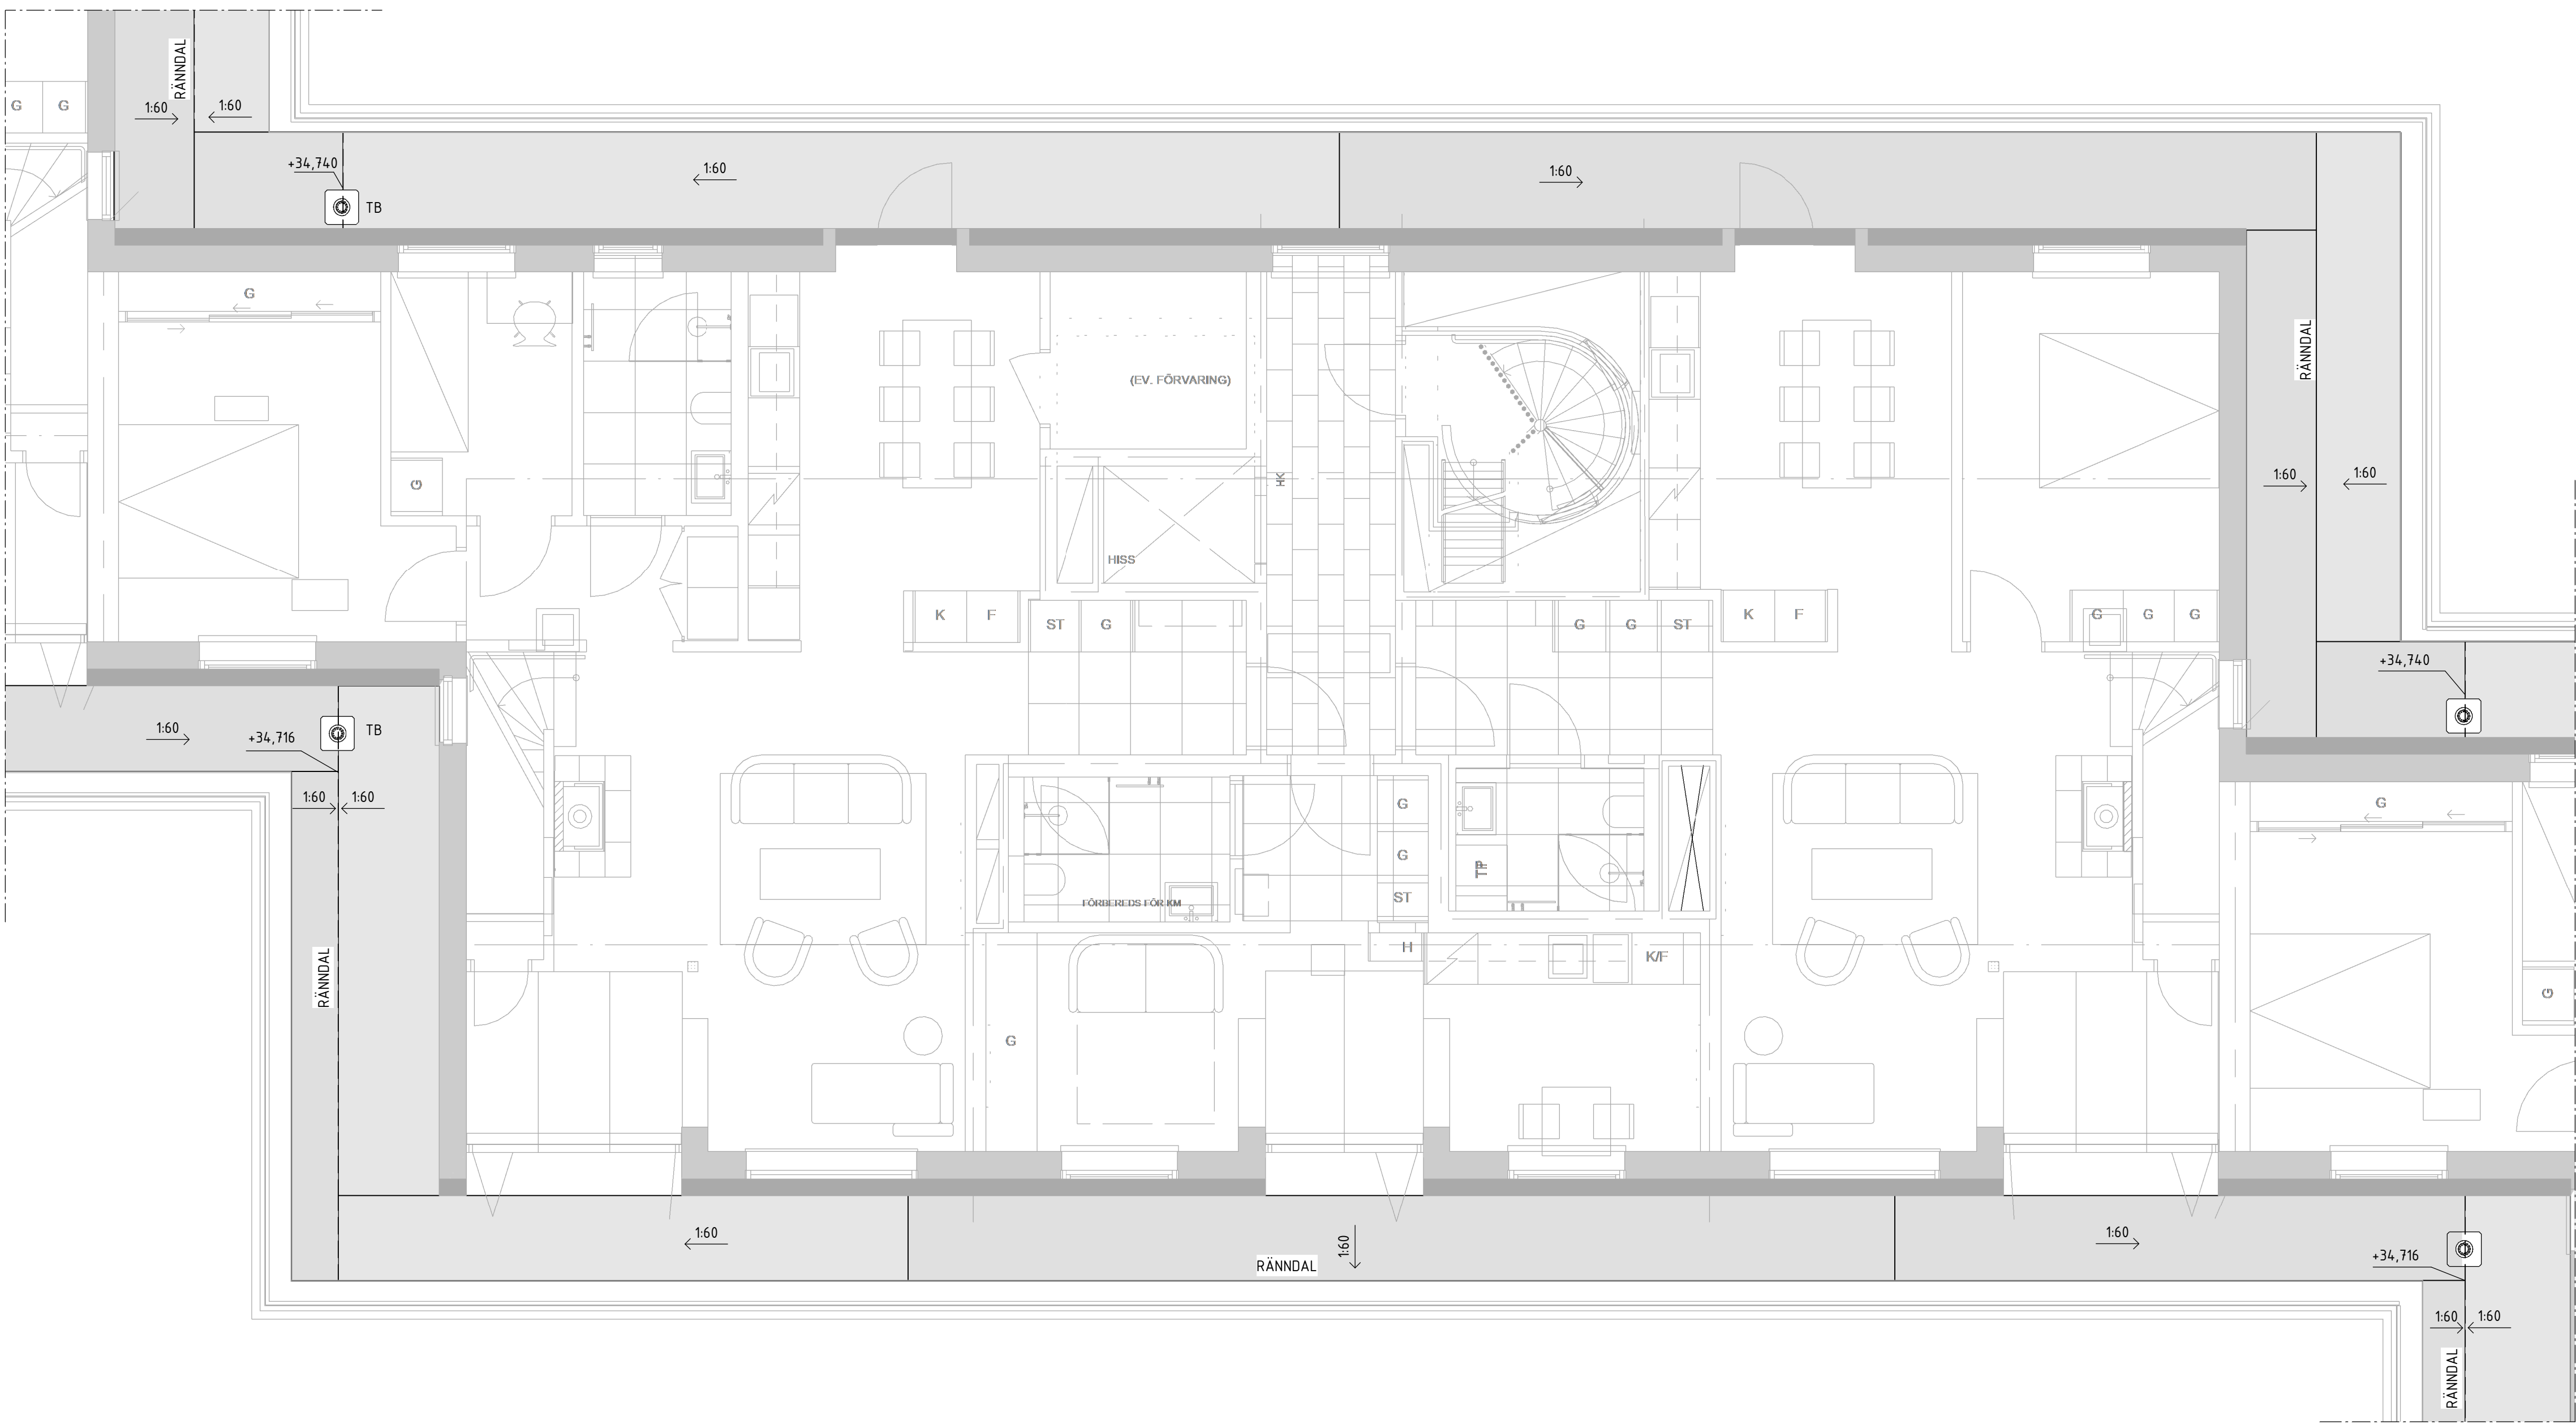 RÄNNDAL
G G
1:60 1:60
+34,740
TB
1:60
1:60
G
RÄNNDAL
(EV. FÖRVARING)
G
HK
1:60 1:60
HISS
K F
ST G
G G ST
K F
G G G
+34,740
1:60
+34,716
TB
1:60 1:60
G
G
ST
TP
G
FÖRBEREDS FÖR KM
H
K/F
RÄNNDAL
G
G
1:60
1:60
1:60
RÄNNDAL
+34,716
1:60 1:60
RÄNNDAL